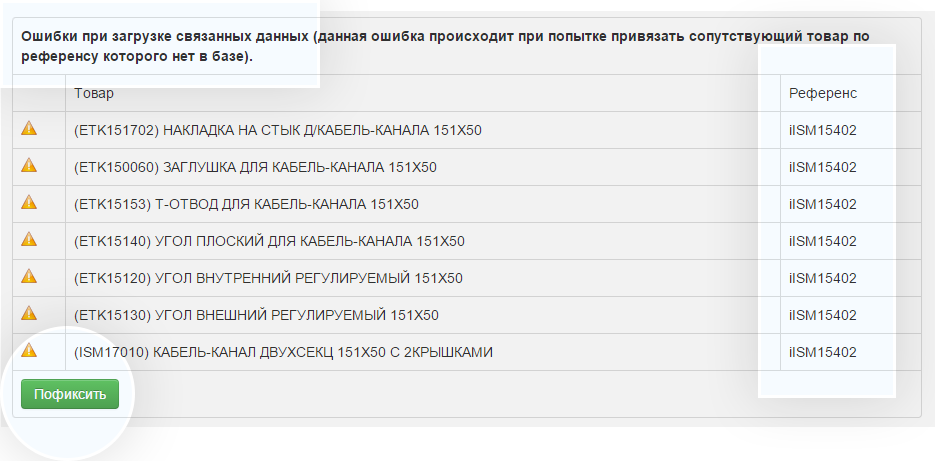 Ошибки при загрузке связанных данных (данная ошибка происходит при попытке привязать сопутствующий товар по
референсу которого нет в базе).
Товар Референс
(ETK151702) НАКЛАДКА НА СТЫК Д/КАБЕЛЬ-КАНАЛА 151X50 iISM15402
(ETK150060) ЗАГЛУШКА ДЛЯ КАБЕЛЬ-КАНАЛА 151X50 iISM15402
(ETK15153) Т-ОТВОД ДЛЯ КАБЕЛЬ-КАНАЛА 151X50 iISM15402
(ETK15140) УГОЛ ПЛОСКИЙ ДЛЯ КАБЕЛЬ-КАНАЛА 151X50 iISM15402
(ETK15120) УГОЛ ВНУТРЕННИЙ РЕГУЛИРУЕМЫЙ 151X50 iISM15402
(ETK15130) УГОЛ ВНЕШНИЙ РЕГУЛИРУЕМЫЙ 151X50 iISM15402
(ISM17010) КАБЕЛЬ-КАНАЛ ДВУХСЕКЦ 151X50 С 2КРЫШКАМИ iISM15402
Пофиксить